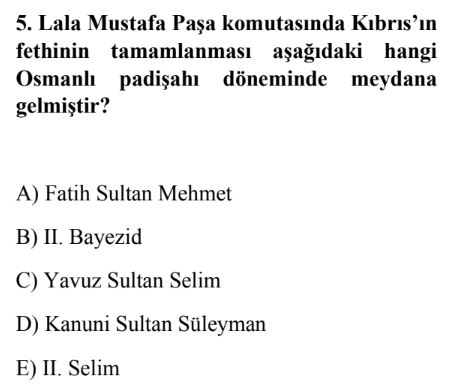 5. Lala Mustafa Paşa komutasında Kıbrıs’ın
fethinin tamamlanması aşağıdaki hangi
Osmanlı padişahı döneminde meydana
gelmiştir?
A) Fatih Sultan Mehmet
B) II. Bayezid
C) Yavuz Sultan Selim
D) Kanuni Sultan Süleyman
E) II. Selim